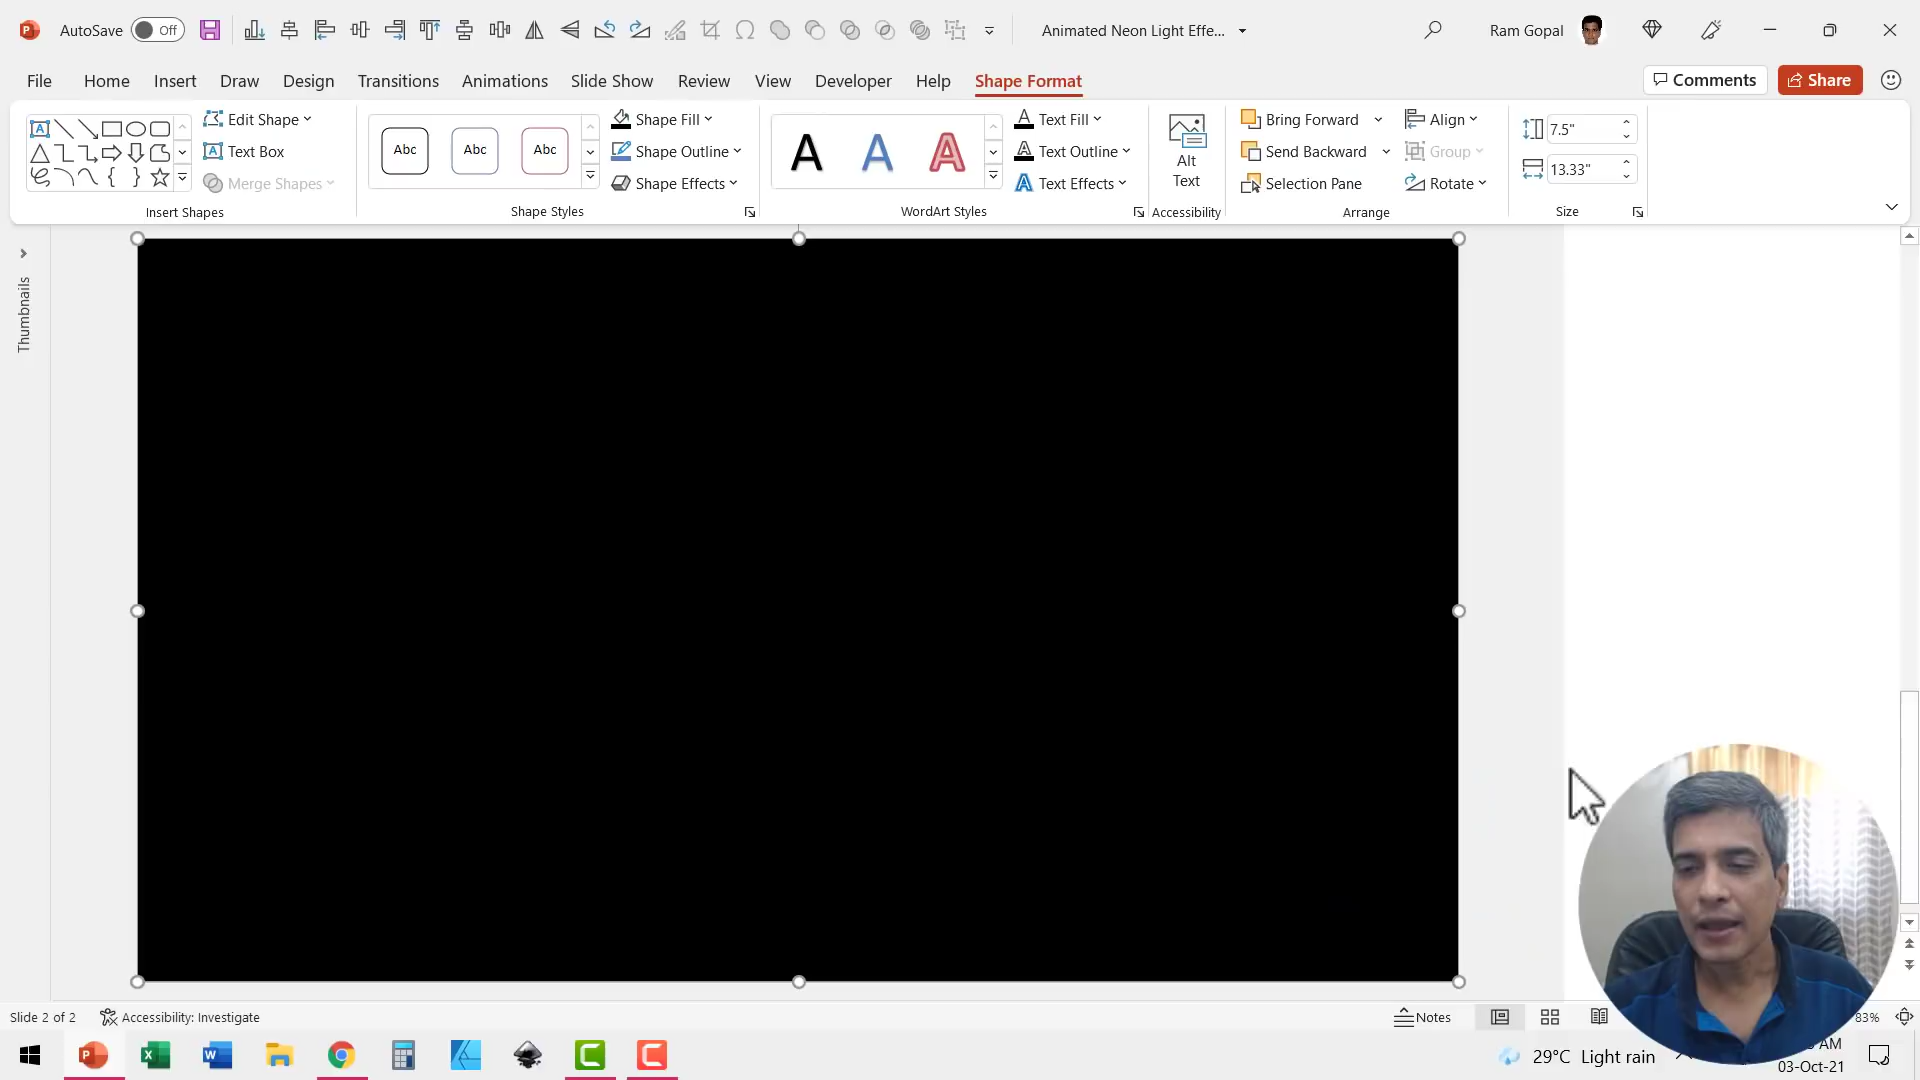 AutoSave Off
Animated Neon Light Effe...
Ram Gopal
File Home Insert Draw Design Transitions Animations Slide Show Review View Developer Help Shape Format
Comments Share
Edit Shape
Text Box
Merge Shapes
Insert Shapes
Abc Abc Abc
Shape Fill
Shape Outline
Shape Effects
Shape Styles
A A A
Text Fill
Text Outline
Text Effects
WordArt Styles
Alt
Text
Accessibility
Bring Forward
Send Backward
Selection Pane
Align
Group
Rotate
Arrange
7.5"
13.33"
Size
Thumbnails
Slide 2 of 2
Accessibility: Investigate
Notes
83%
29°C Light rain
AM
03-Oct-21